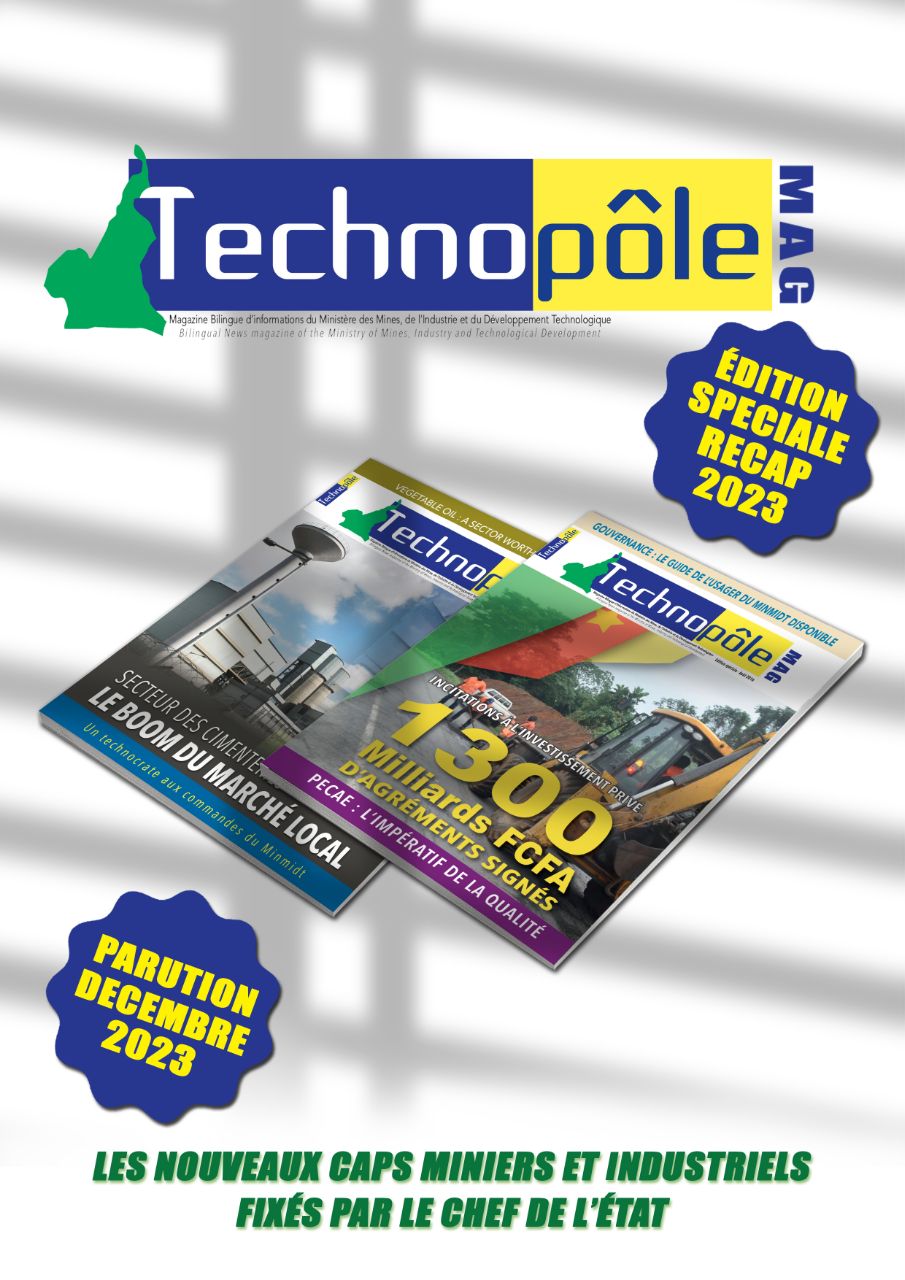 Technopôle
MAG
Magazine Bilingue d'informations du Ministère des Mines, de l'Industrie et du Développement Technologique
Bilingual News magazine of the Ministry of Mines, Industry and Technological Development
ÉDITION
SPECIALE
RECAP
2023
VEGETABLE OIL : A SECTOR WORTH
Technopôle
Technop
SECTEUR DES CIMENTE
LE BOOM DU MARCHÉ LOCAL
Un technocrate aux commandes du Minmidt
GOUVERNANCE : LE GUIDE DE L'USAGER DU MINMIDT DISPONIBLE
Technopôle
Technopôle
MAG
INCITATIONS À L'INVESTISSEMENT PRIVE
1300
Milliards FCFA
D'AGRÉMENTS SIGNÉS
PECAE : L'IMPÉRATIF DE LA QUALITÉ
PARUTION
DECEMBRE
2023
LES NOUVEAUX CAPS MINIERS ET INDUSTRIELS
FIXÉS PAR LE CHEF DE L'ÉTAT